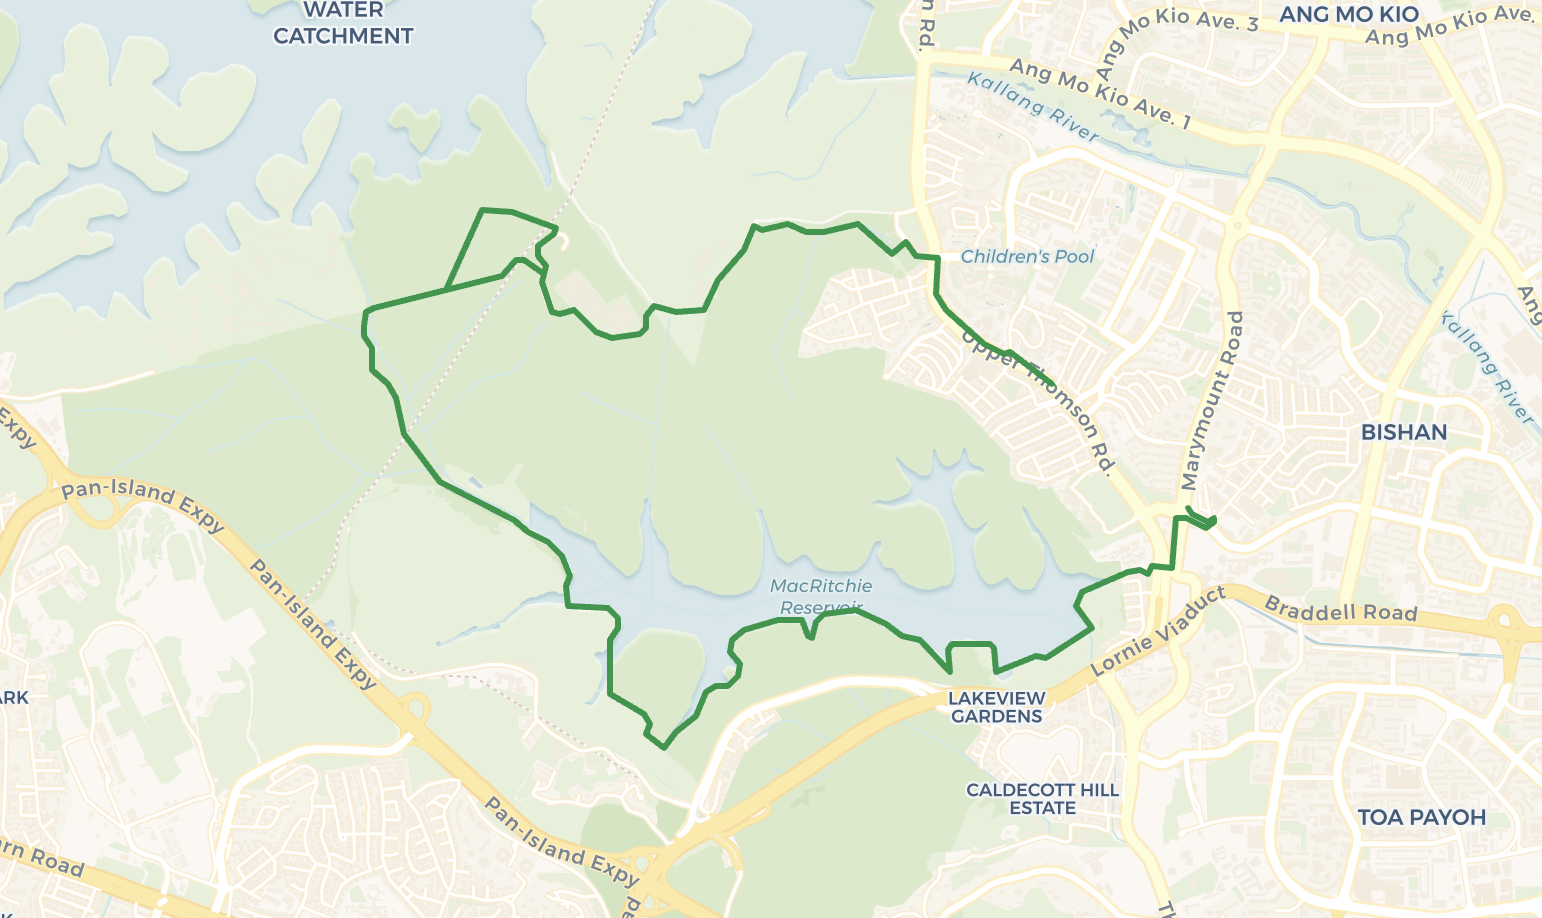 WATER
CATCHMENT
n Rd.
Ang Mo Kio Ave. 3
ANG MO KIO
Ang Mo Kio Ave.
Ang Mo Kio Ave. 1
Kallang River
Children's Pool
Ang
Kallang River
Upper Thomson Rd.
Marymount Road
BISHAN
Expy
Pan-Island Expy
Pan-Island Expy
MacRitchie
Reservoir
Braddell Road
Lornie Viaduct
ARK
LAKEVIEW
GARDENS
CALDECOTT HILL
ESTATE
TOA PAYOH
Pan-Island Expy
arn Road
ad
Th
K